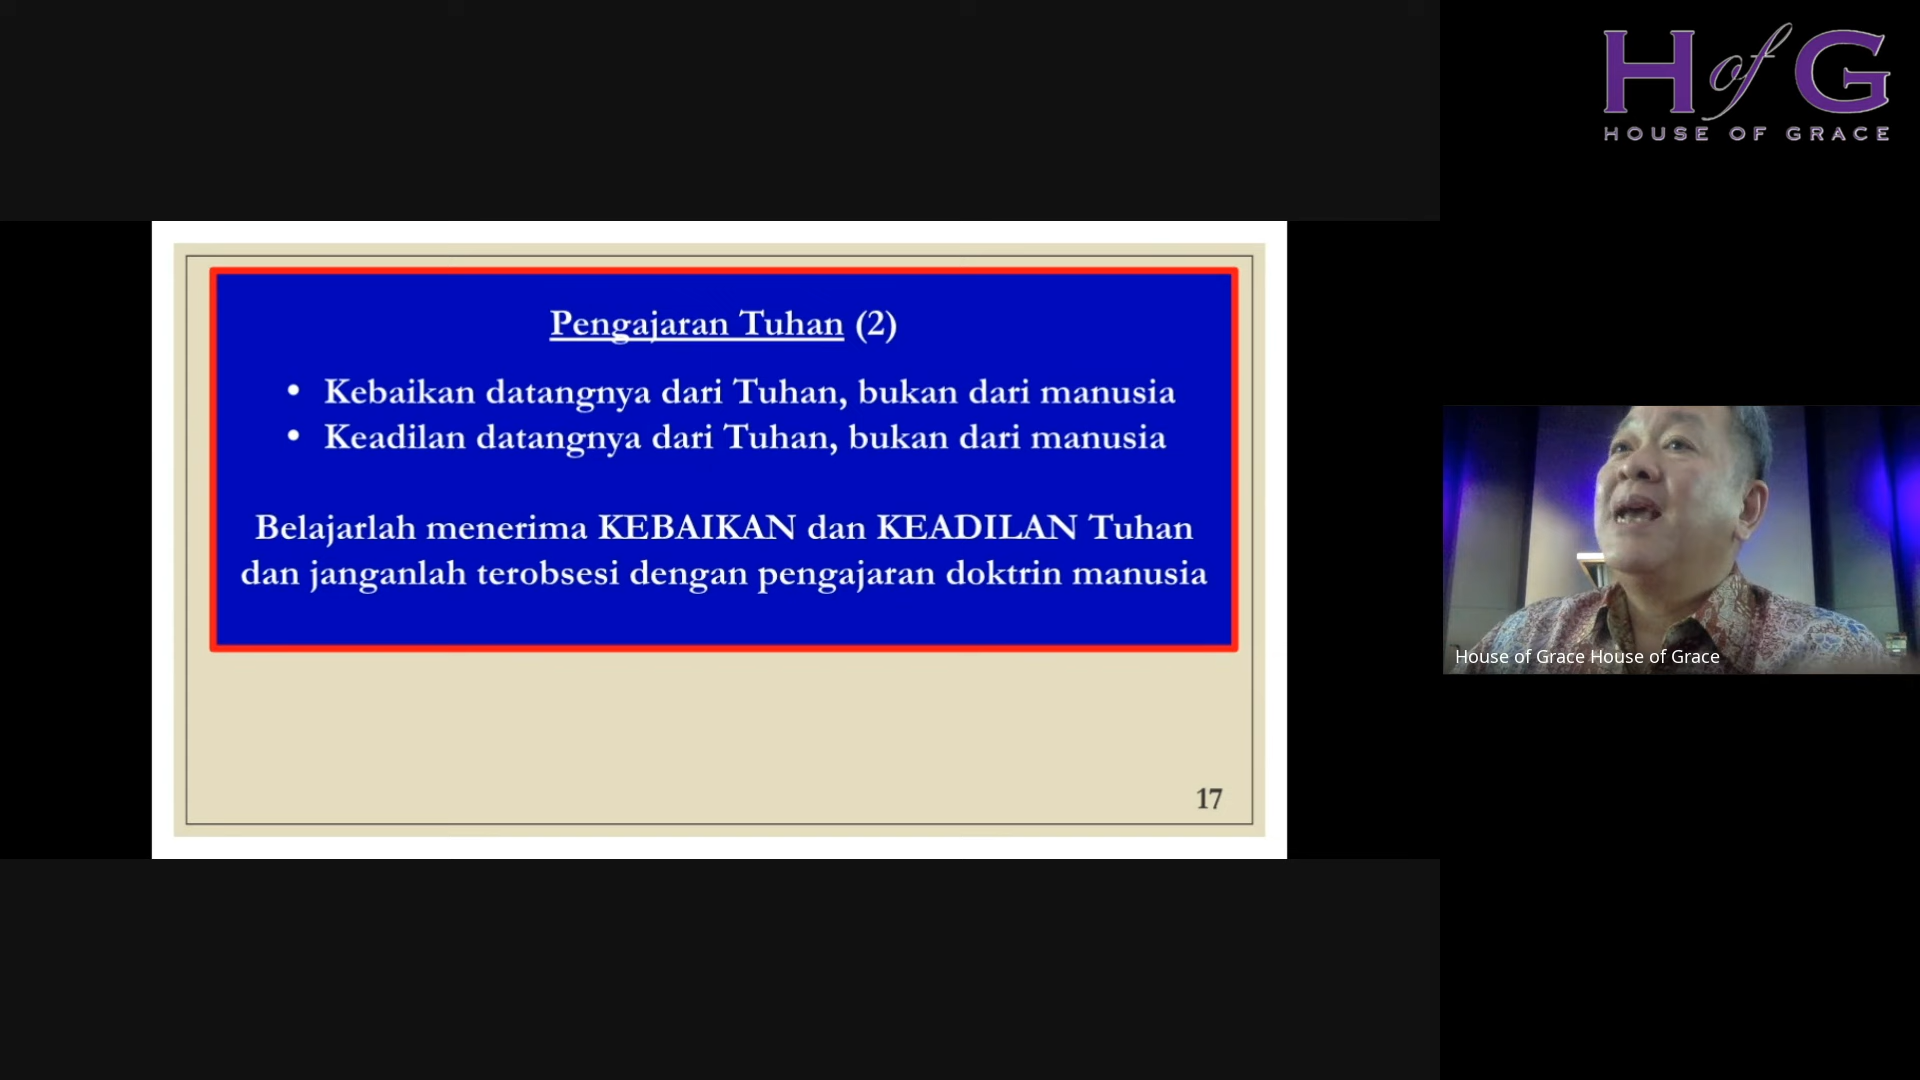 H of G
HOUSE OF GRACE
Pengajaran Tuhan (2)
• Kebaikan datangnya dari Tuhan, bukan dari manusia
• Keadilan datangnya dari Tuhan, bukan dari manusia
Belajarlah menerima KEBAIKAN dan KEADILAN Tuhan
dan janganlah terobsesi dengan pengajaran doktrin manusia
17
House of Grace House of Grace